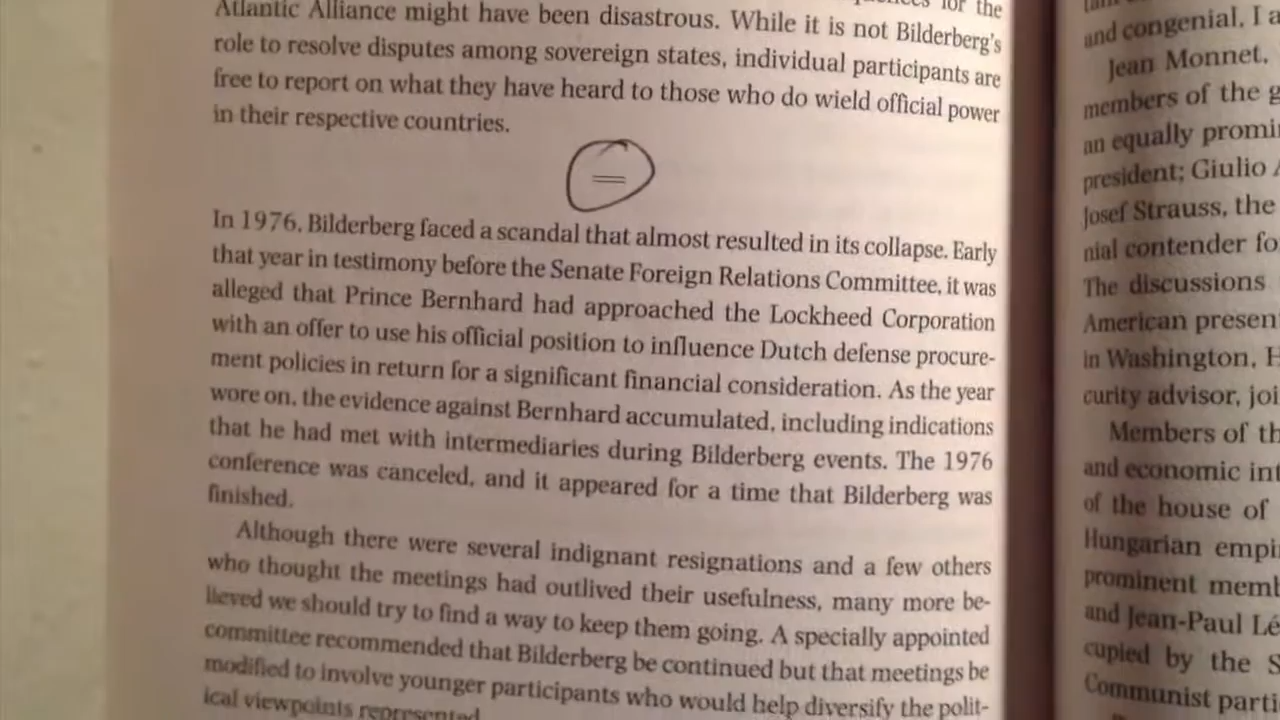 for the
Atlantic Alliance might have been disastrous. While it is not Bilderberg's
role to resolve disputes among sovereign states, individual participants are
free to report on what they have heard to those who do wield official power
in their respective countries.
In 1976, Bilderberg faced a scandal that almost resulted in its collapse. Early
that year in testimony before the Senate Foreign Relations Committee, it was
alleged that Prince Bernhard had approached the Lockheed Corporation
with an offer to use his official position to influence Dutch defense procure-
ment policies in return for a significant financial consideration. As the year
wore on, the evidence against Bernhard accumulated, including indications
that he had met with intermediaries during Bilderberg events. The 1976
conference was canceled, and it appeared for a time that Bilderberg was
finished.
Although there were several indignant resignations and a few others
who thought the meetings had outlived their usefulness, many more be-
lieved we should try to find a way to keep them going. A specially appointed
committee recommended that Bilderberg be continued but that meetings be
modified to involve younger participants who would help diversify the polit-
ical viewpoints represented.
and congenial, I
Jean Monnet,
members of the
an equally
president; Giulio
Josef Strauss, the
nial contender
The discussions
American
in Washington,
curity advisor,
Members of
and economic
of the house of
Hungarian
prominent
and Jean-Paul
cupied by the
Communist